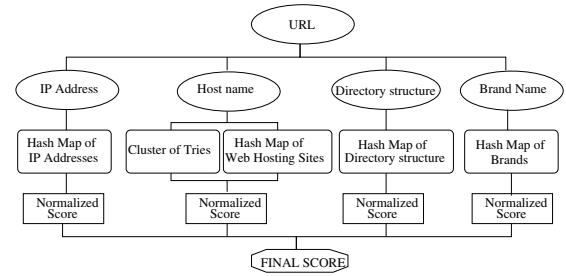 URL
IP Address
Host name
Directory structure
Brand Name
Hash Map of
IP Addresses
Cluster of Tries
Hash Map of
Web Hosting Sites
Hash Map of
Directory structure
Hash Map of
Brands
Normalized
Score
Normalized
Score
Normalized
Score
Normalized
Score
FINAL SCORE